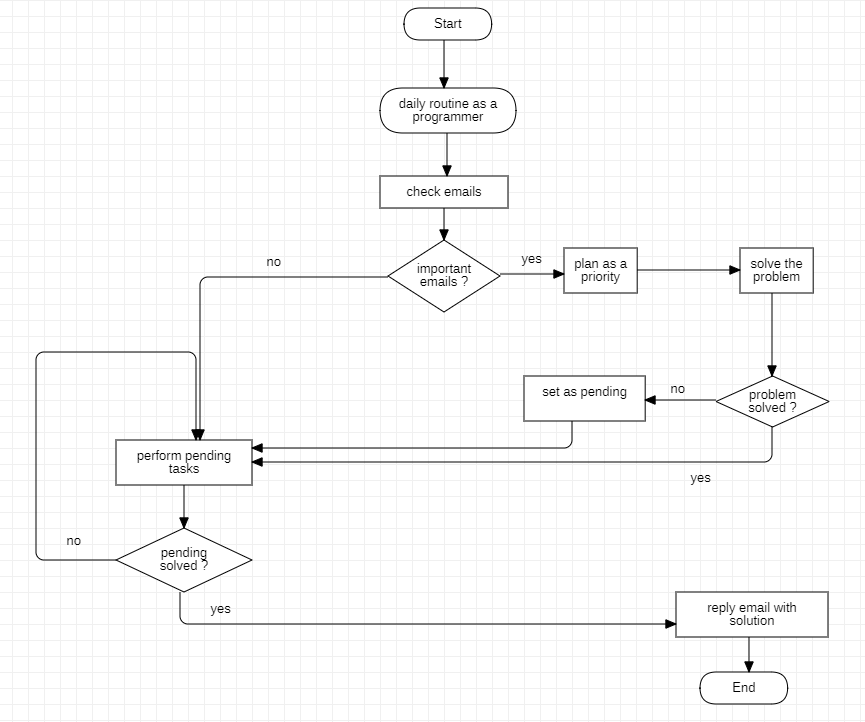 Start
daily routine as a
programmer
check emails
important
emails ?
no
yes
plan as a
priority
solve the
problem
problem
solved ?
no
set as pending
yes
perform pending
tasks
pending
solved ?
no
yes
reply email with
solution
End